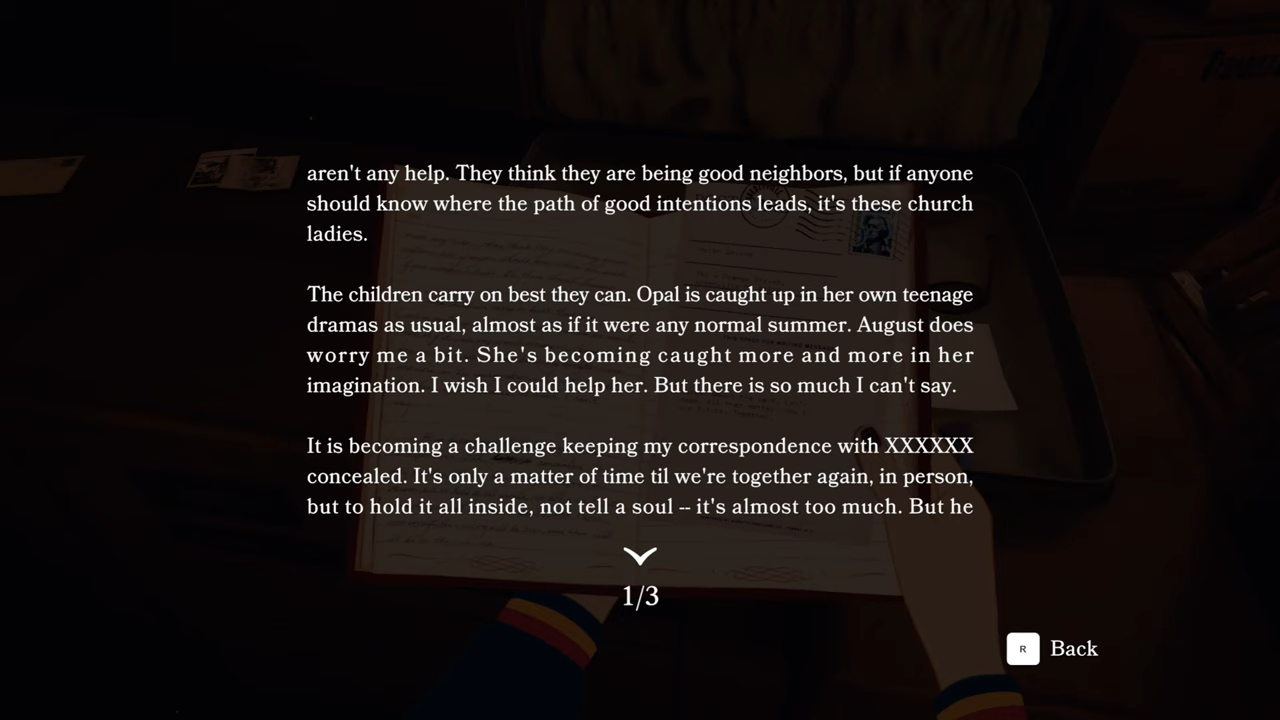 aren't any help. They think they are being good neighbors, but if anyone
should know where the path of good intentions leads, it's these church
ladies.
The children carry on best they can. Opal is caught up in her own teenage
dramas as usual, almost as if it were any normal summer. August does
worry me a bit. She's becoming caught more and more in her
imagination. I wish I could help her. But there is so much I can't say.
It is becoming a challenge keeping my correspondence with XXXXXX
concealed. It's only a matter of time til we're together again, in person,
but to hold it all inside, not tell a soul -- it's almost too much. But he
1/3
R Back